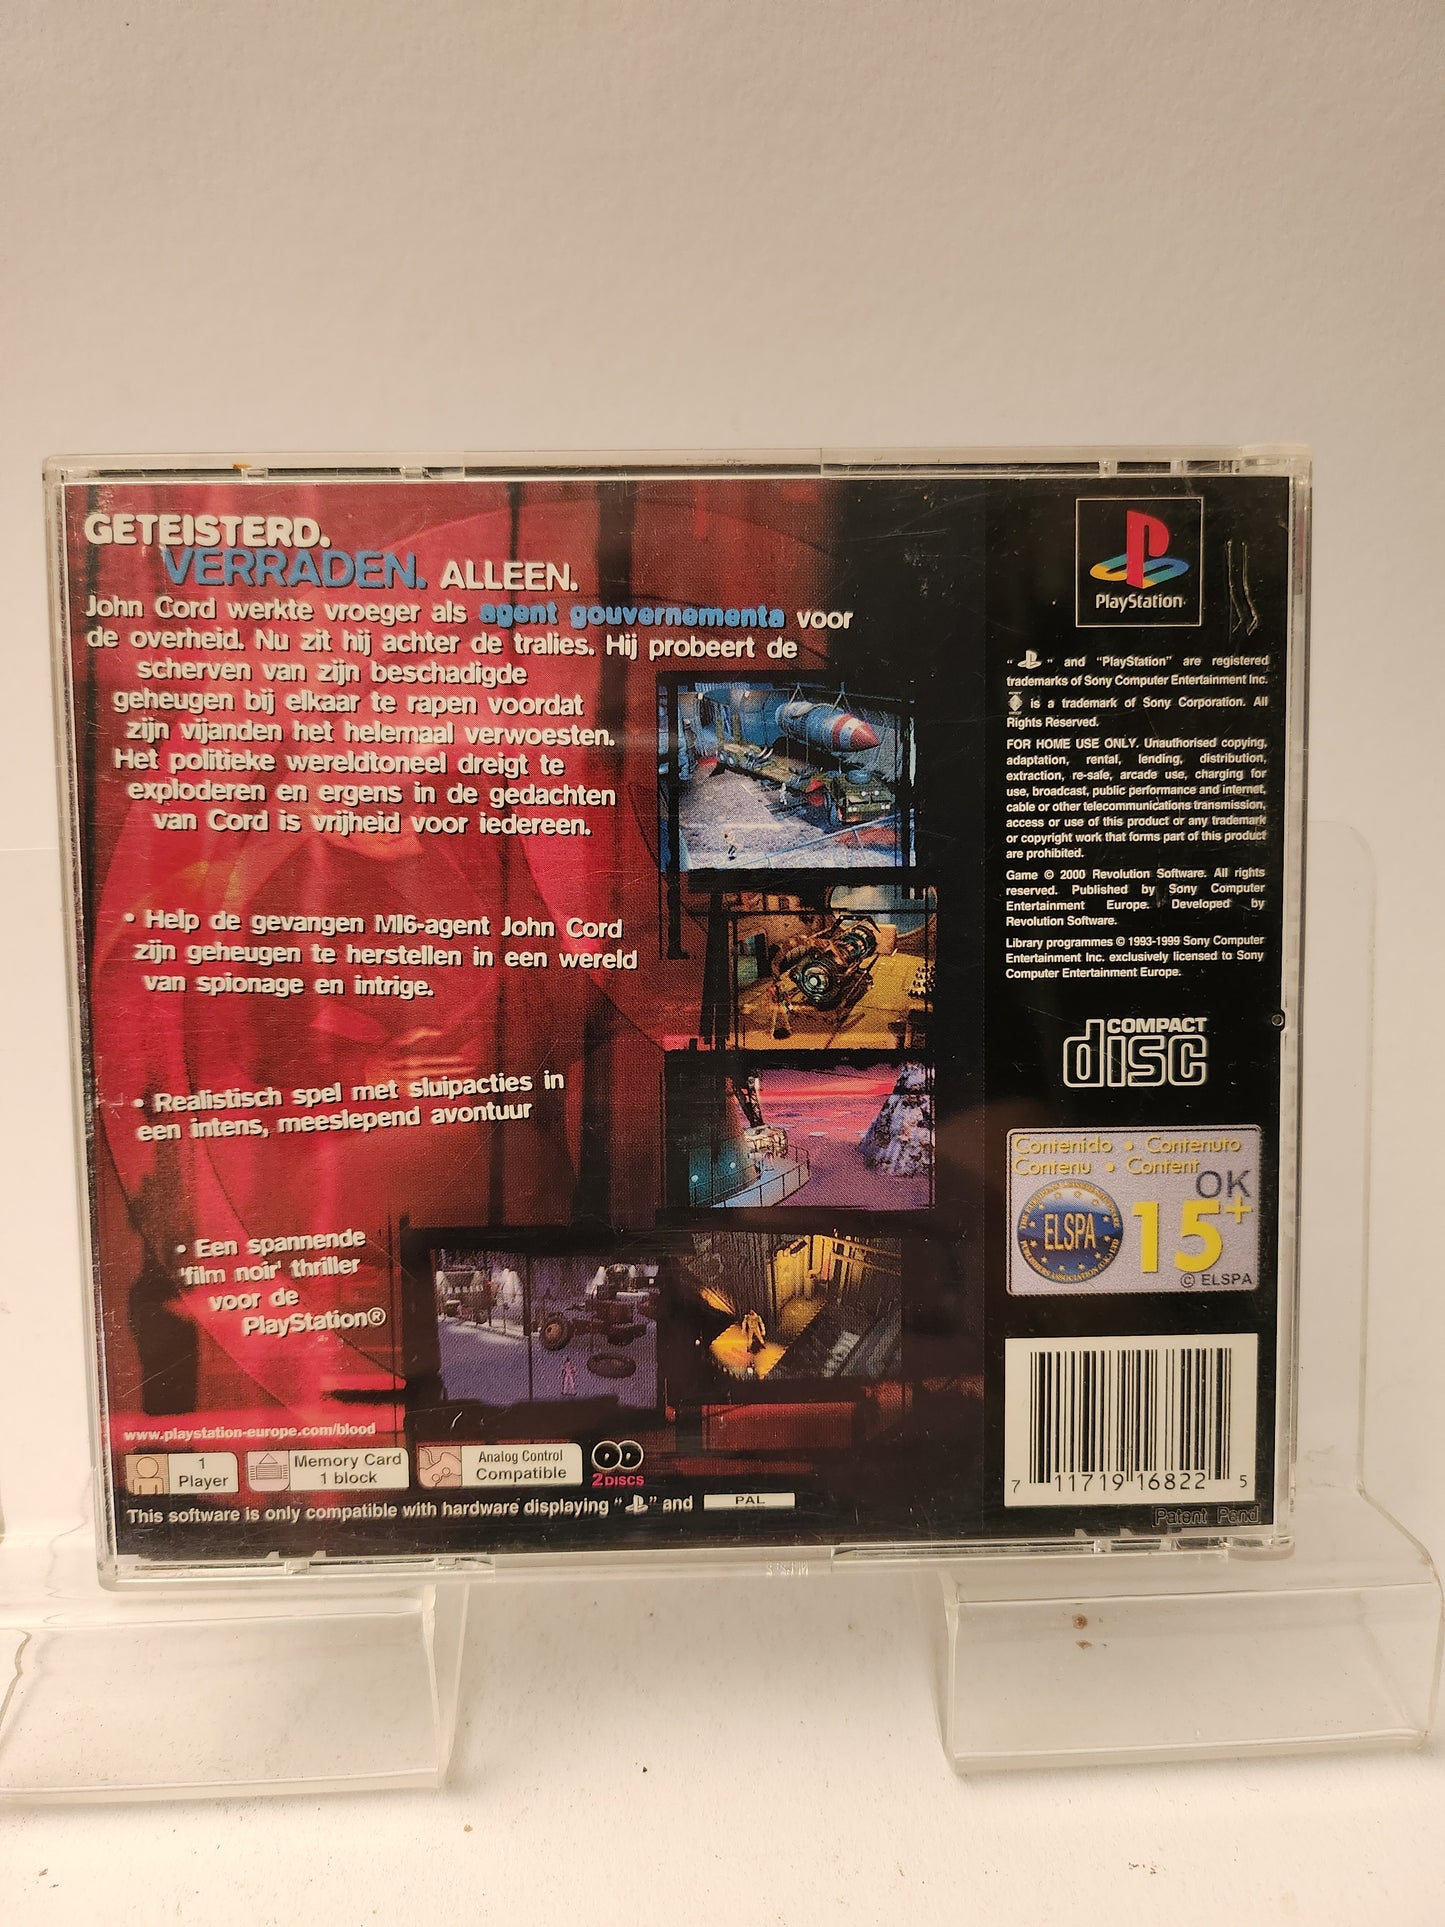 GETEISTERD.
VERRADEN. ALLEEN.
John Cord werkte vroeger als agent gouvernementa voor
de overheid. Nu zit hij achter de tralies. Hij probeert de
scherven van zijn beschadigde
geheugen bij elkaar te rapen voordat
zijn vijanden het helemaal verwoesten.
Het politieke wereldtoneel dreigt te
exploderen en ergens in de gedachten
van Cord is vrijheid voor iedereen.
• Help de gevangen MI6-agent John Cord
zijn geheugen te herstellen in een wereld
van spionage en intrige.
• Realistisch spel met sluipacties in
een intens, meeslepend avontuur
• Een spannende
'film noir' thriller
voor de
PlayStation®
www.playstation-europe.com/blood
1
Player
Memory Card
1 block
Analog Control
Compatible
2 DISCS
This software is only compatible with hardware displaying " " and PAL
PlayStation
" " and "PlayStation" are registered
trademarks of Sony Computer Entertainment Inc.
is a trademark of Sony Corporation. All
Rights Reserved.
FOR HOME USE ONLY. Unauthorised copying,
adaptation, rental, lending, distribution,
extraction, re-sale, arcade use, charging for
use, broadcast, public performance and internet,
cable or other telecommunications transmission,
access or use of this product or any trademark
or copyright work that forms part of this product
are prohibited.
Game © 2000 Revolution Software. All rights
reserved. Published by Sony Computer
Entertainment Europe. Developed by
Revolution Software.
Library programmes © 1993-1999 Sony Computer
Entertainment Inc. exclusively licensed to Sony
Computer Entertainment Europe.
COMPACT
disc
Contenido • Contenuto
Contenu • Content
OK
ELSPA
15+
© ELSPA
7 11719 16822 5
Patent Pend